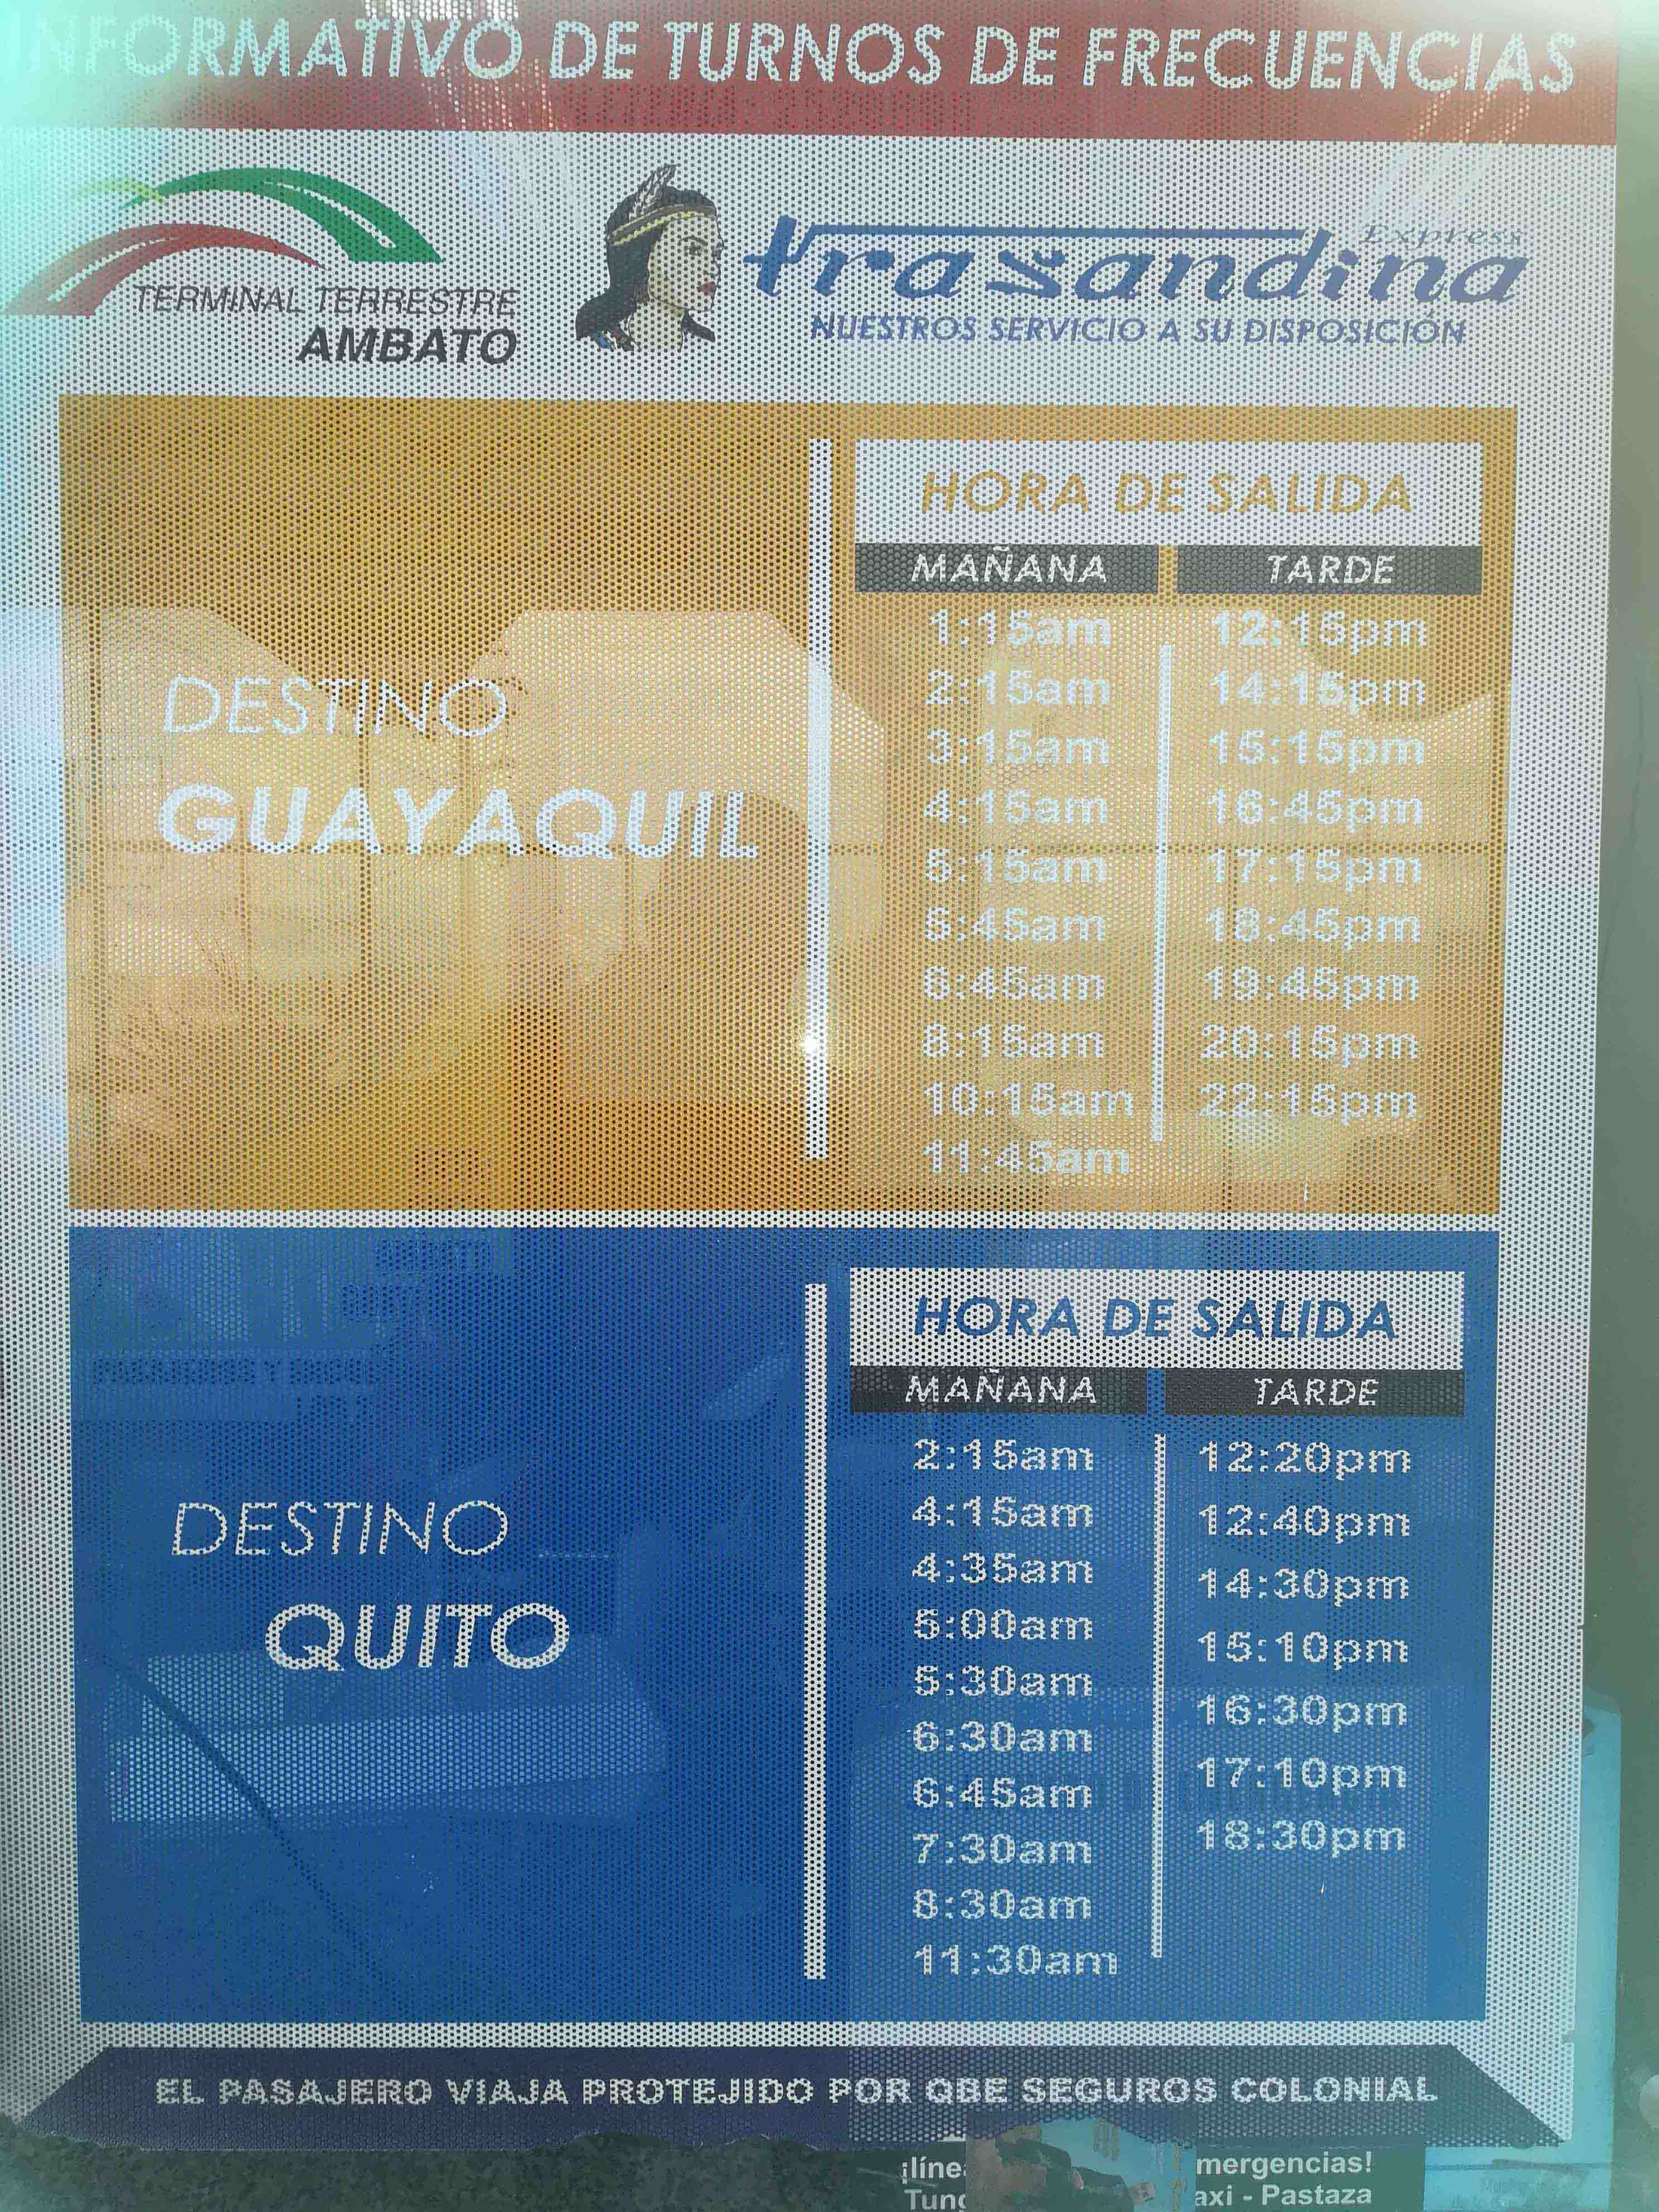 INFORMATIVO DE TURNOS DE FRECUENCIAS
TERMINAL TERRESTRE
AMBATO
trasandina
Express
NUESTROS SERVICIO A SU DISPOSICIÓN
DESTINO
GUAYAQUIL
HORA DE SALIDA
MAÑANA TARDE
1:15am 12:15pm
2:15am 14:15pm
3:15am 15:15pm
4:15am 16:45pm
5:15am 17:15pm
5:45am 18:45pm
6:45am 19:45pm
8:15am 20:15pm
10:15am 22:15pm
11:45am
DESTINO
QUITO
HORA DE SALIDA
MAÑANA TARDE
2:15am 12:20pm
4:15am 12:40pm
4:35am 14:30pm
5:00am 15:10pm
5:30am 16:30pm
6:30am 17:10pm
6:45am 18:30pm
7:30am
8:30am
11:30am
EL PASAJERO VIAJA PROTEJIDO POR QBE SEGUROS COLONIAL
¡líne mergencias!
Tung axi - Pastaza